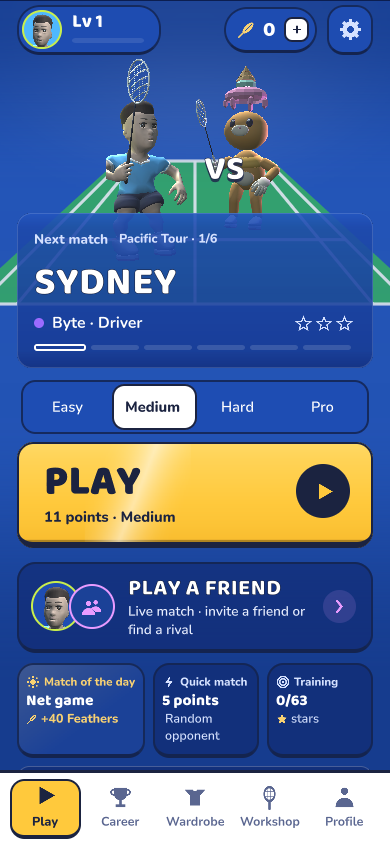 Lv 1
0
+
VS
Next match Pacific Tour · 1/6
SYDNEY
Byte · Driver
Easy
Medium
Hard
Pro
PLAY
11 points · Medium
PLAY A FRIEND
Live match · invite a friend or
find a rival
Match of the day
Net game
+40 Feathers
Quick match
5 points
Random
opponent
Training
0/63
stars
Play
Career
Wardrobe
Workshop
Profile